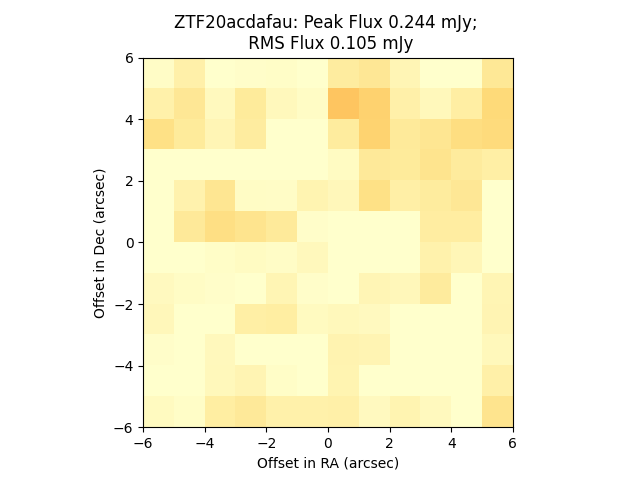 ZTF20acdafau: Peak Flux 0.244 mJy;
RMS Flux 0.105 mJy
6
4
2
0
−2
−4
−6
Offset in Dec (arcsec)
−6 −4 −2 0 2 4 6
Offset in RA (arcsec)